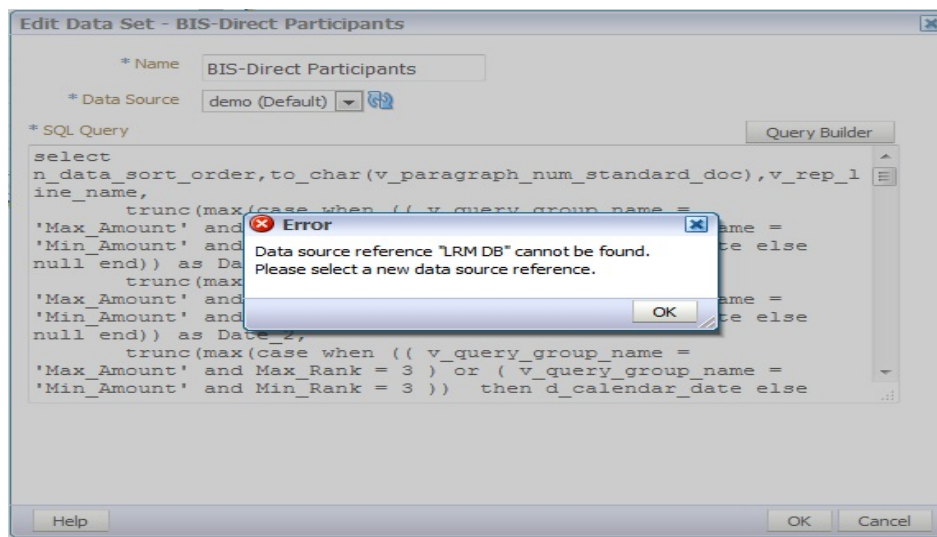 Edit Data Set - BIS-Direct Participants
* Name BIS-Direct Participants
* Data Source demo (Default)
* SQL Query Query Builder
select
n_data_sort_order,to_char(v_paragraph_num_standard_doc),v_rep_l
ine_name,
trunc(max(case when (( v_query_group_name =
'Max_Amount' and ame =
'Min_Amount' and te else
null end)) as Da
trunc(max
'Max_Amount' and ame =
'Min_Amount' and te else
null end)) as Date_2,
trunc(max(case when (( v_query_group_name =
'Max_Amount' and Max_Rank = 3 ) or ( v_query_group_name =
'Min_Amount' and Min_Rank = 3 )) then d_calendar_date else
Error
Data source reference "LRM DB" cannot be found.
Please select a new data source reference.
OK
Help OK Cancel